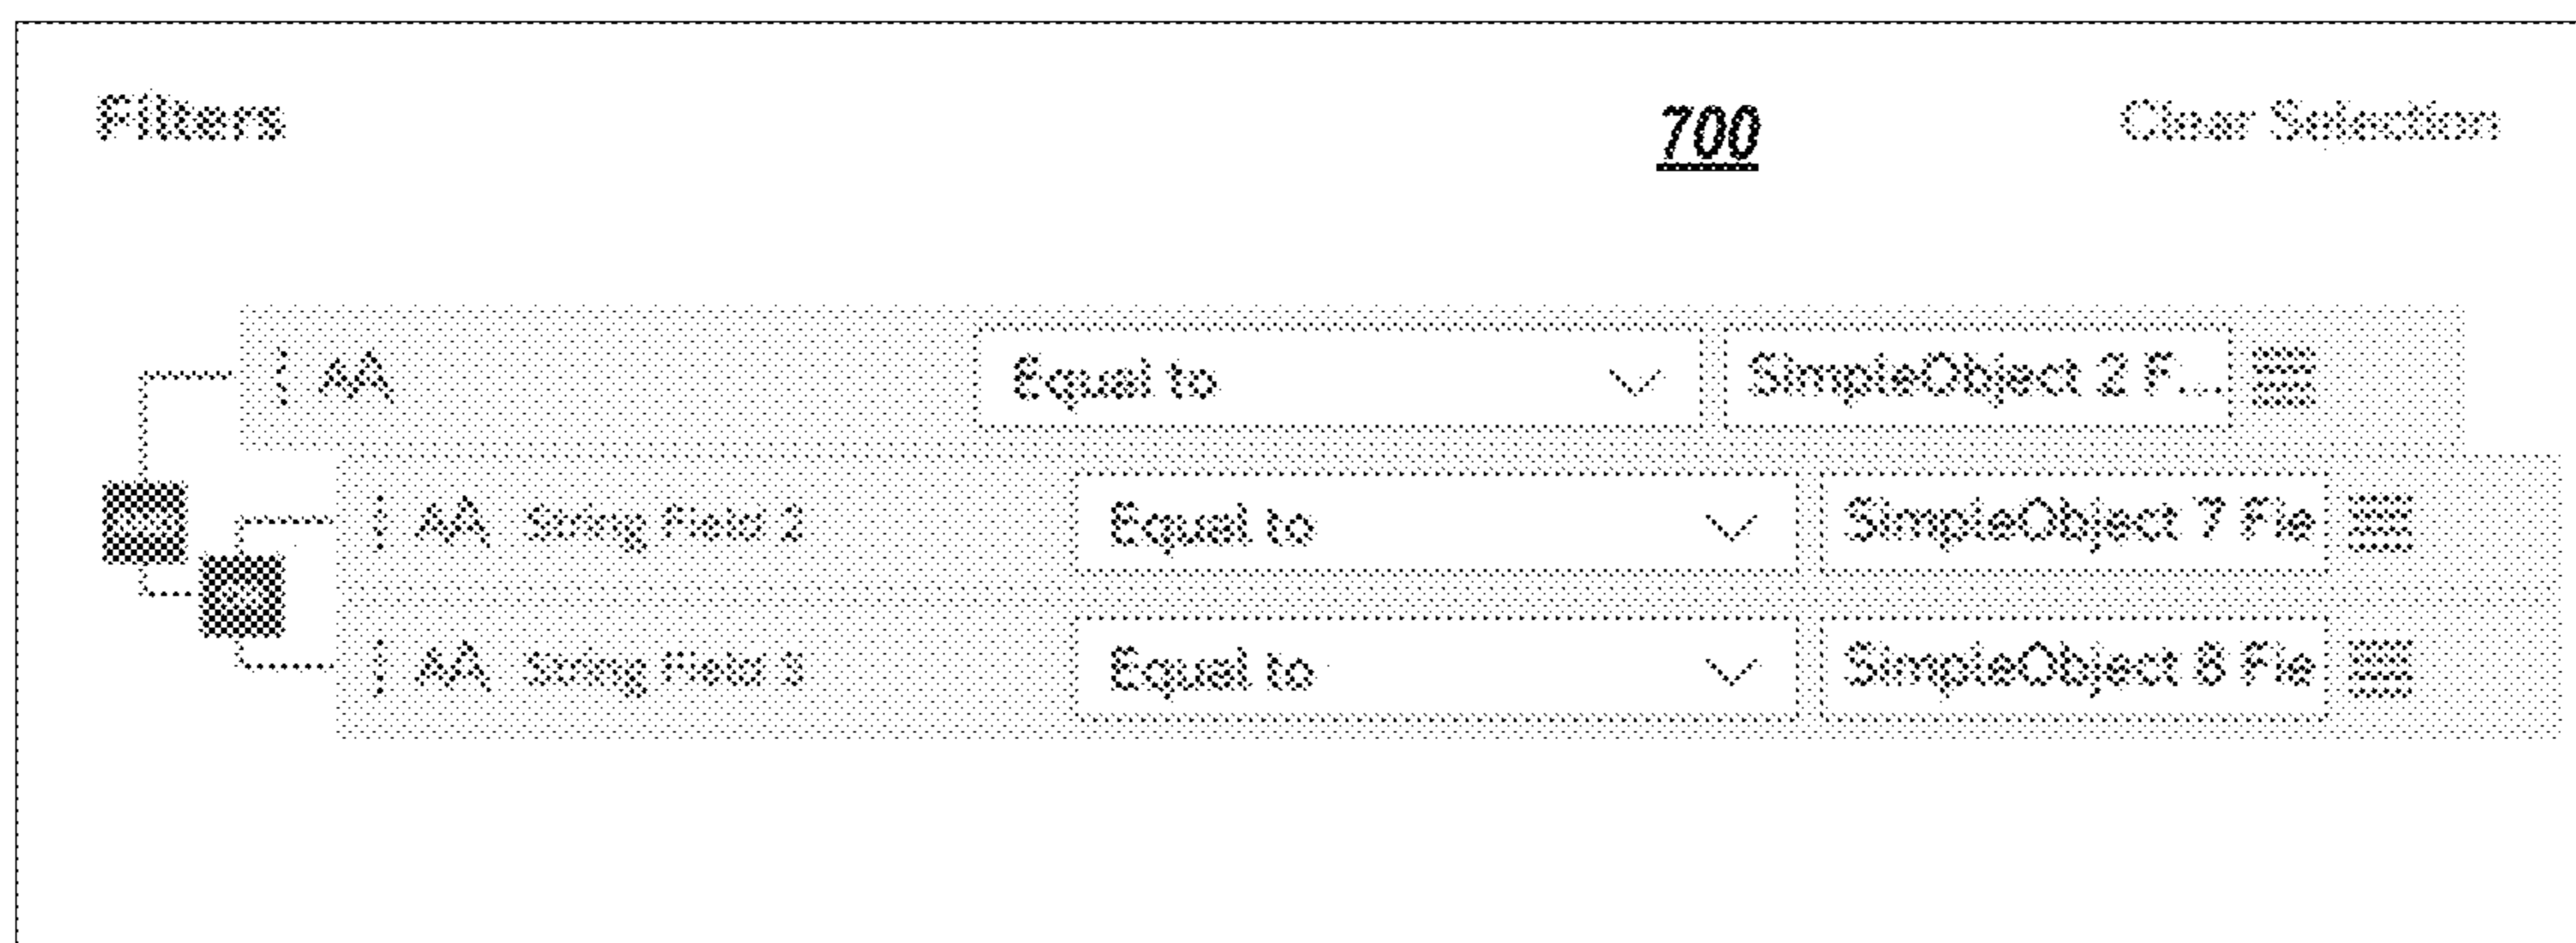 Filters 700 Clear Selection
AA Equal to SimpleObject 2 F...
AA String Field 2 Equal to SimpleObject 7 Fie
AA String Field 3 Equal to SimpleObject 8 Fie